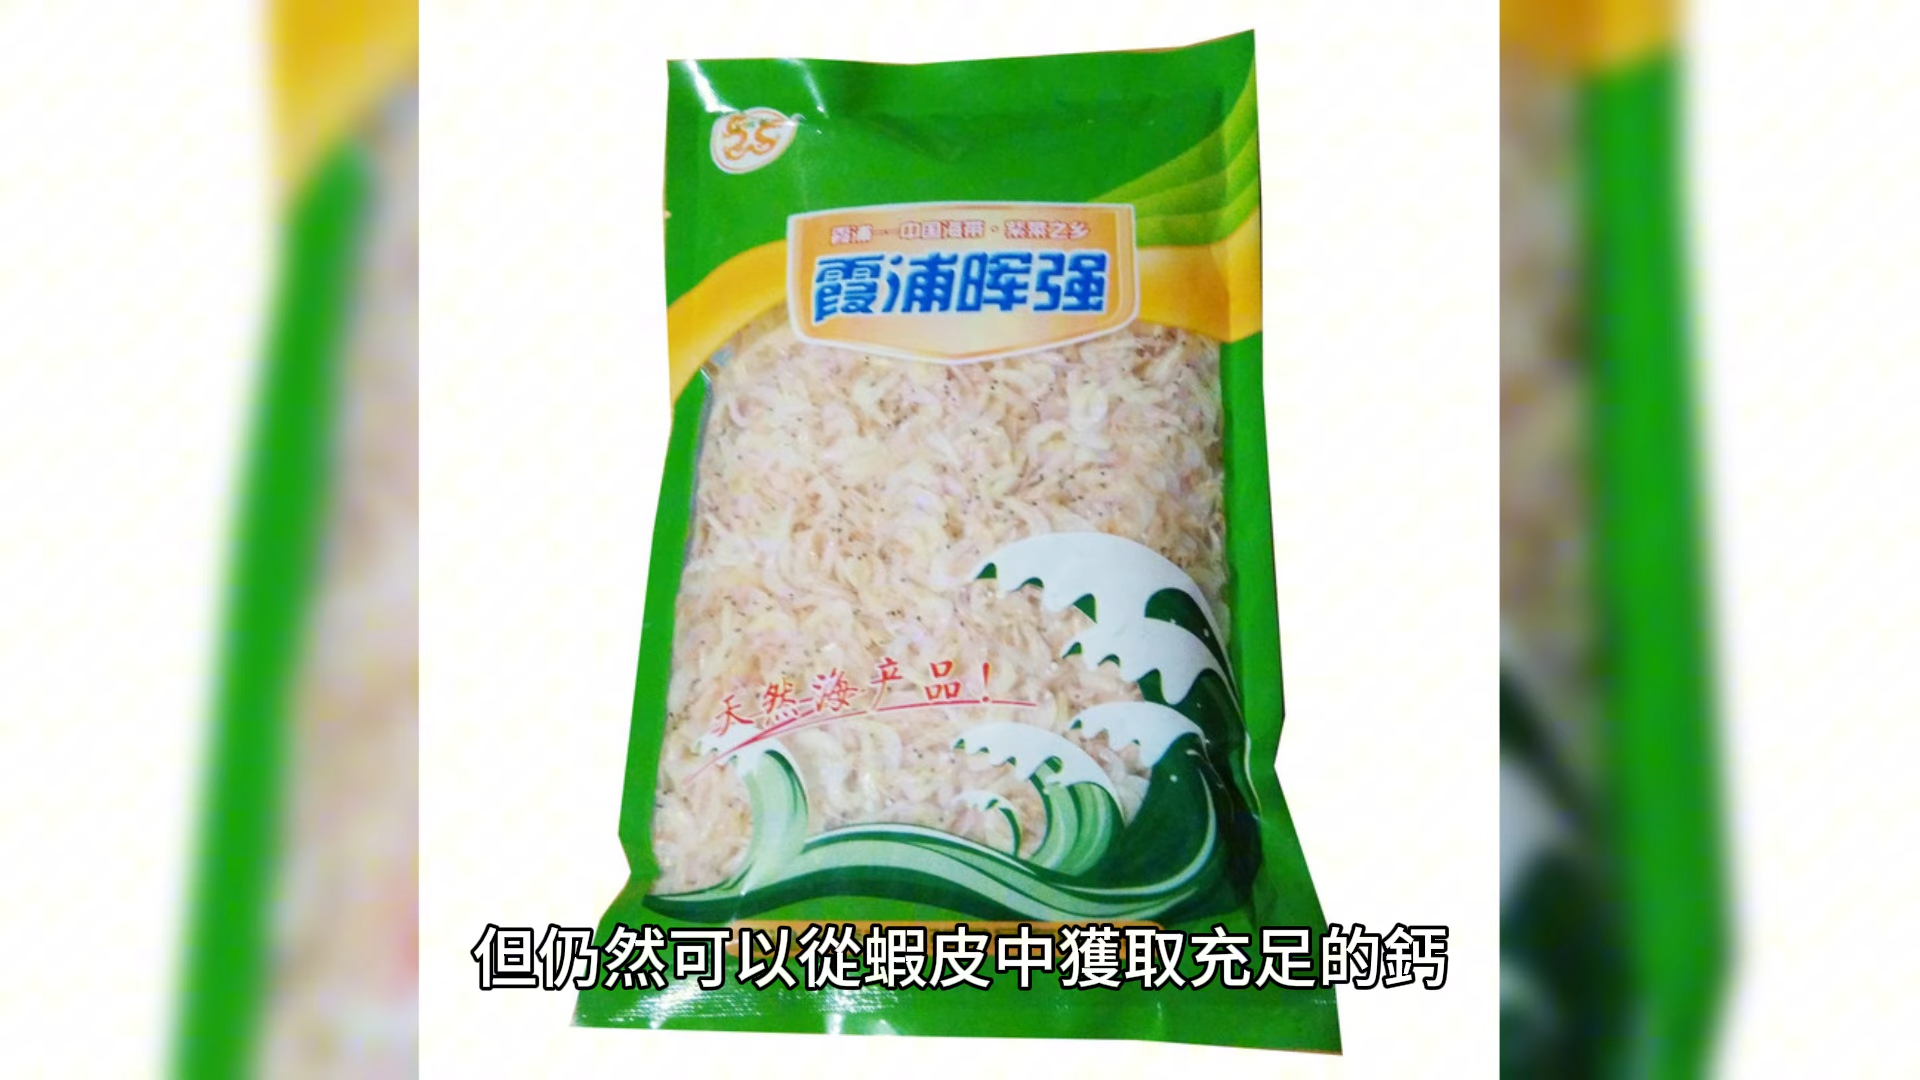 霞浦——中国海带·紫菜之乡
霞浦晖强
天然海产品!
但仍然可以從蝦皮中獲取充足的鈣